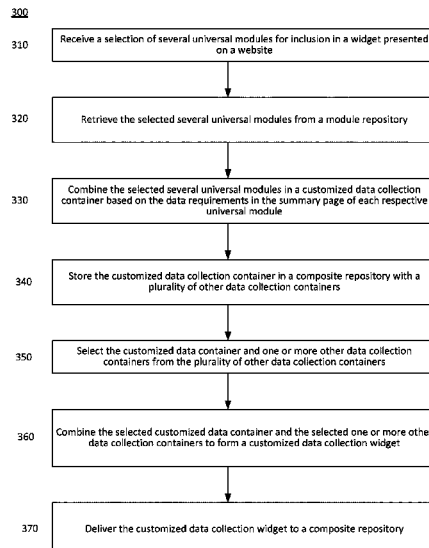 300
310
Receive a selection of several universal modules for inclusion in a widget presented
on a website
320
Retrieve the selected several universal modules from a module repository
330
Combine the selected several universal modules in a customized data collection
container based on the data requirements in the summary page of each respective
universal module
340
Store the customized data collection container in a composite repository with a
plurality of other data collection containers
350
Select the customized data container and one or more other data collection
containers from the plurality of other data collection containers
360
Combine the selected customized data container and the selected one or more other
data collection containers to form a customized data collection widget
370
Deliver the customized data collection widget to a composite repository